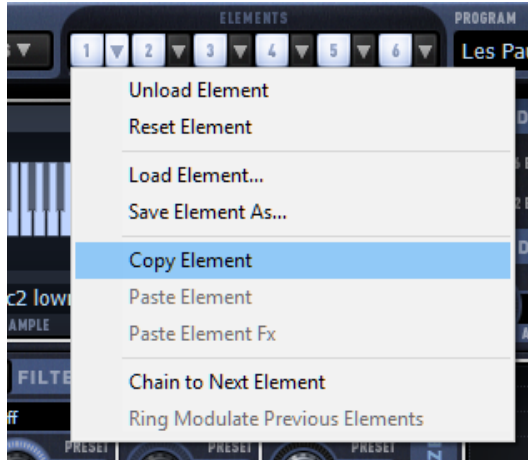 ELEMENTS PROGRAM
1 2 3 4 5 6 Les Pau
Unload Element
Reset Element
Load Element...
Save Element As...
Copy Element
Paste Element
c2 lowr
AMPLE
Paste Element Fx
Chain to Next Element
FILTE
ff
Ring Modulate Previous Elements
PRESET PRESET PRESET